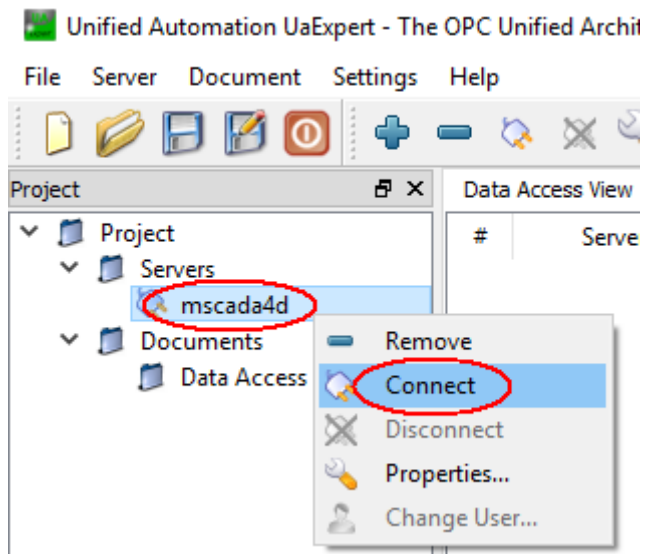 Unified Automation UaExpert - The OPC Unified Archit
File Server Document Settings Help
Project
Data Access View
Project
# Serve
Servers
mscada4d
Documents
Data Access
Remove
Connect
Disconnect
Properties...
Change User...